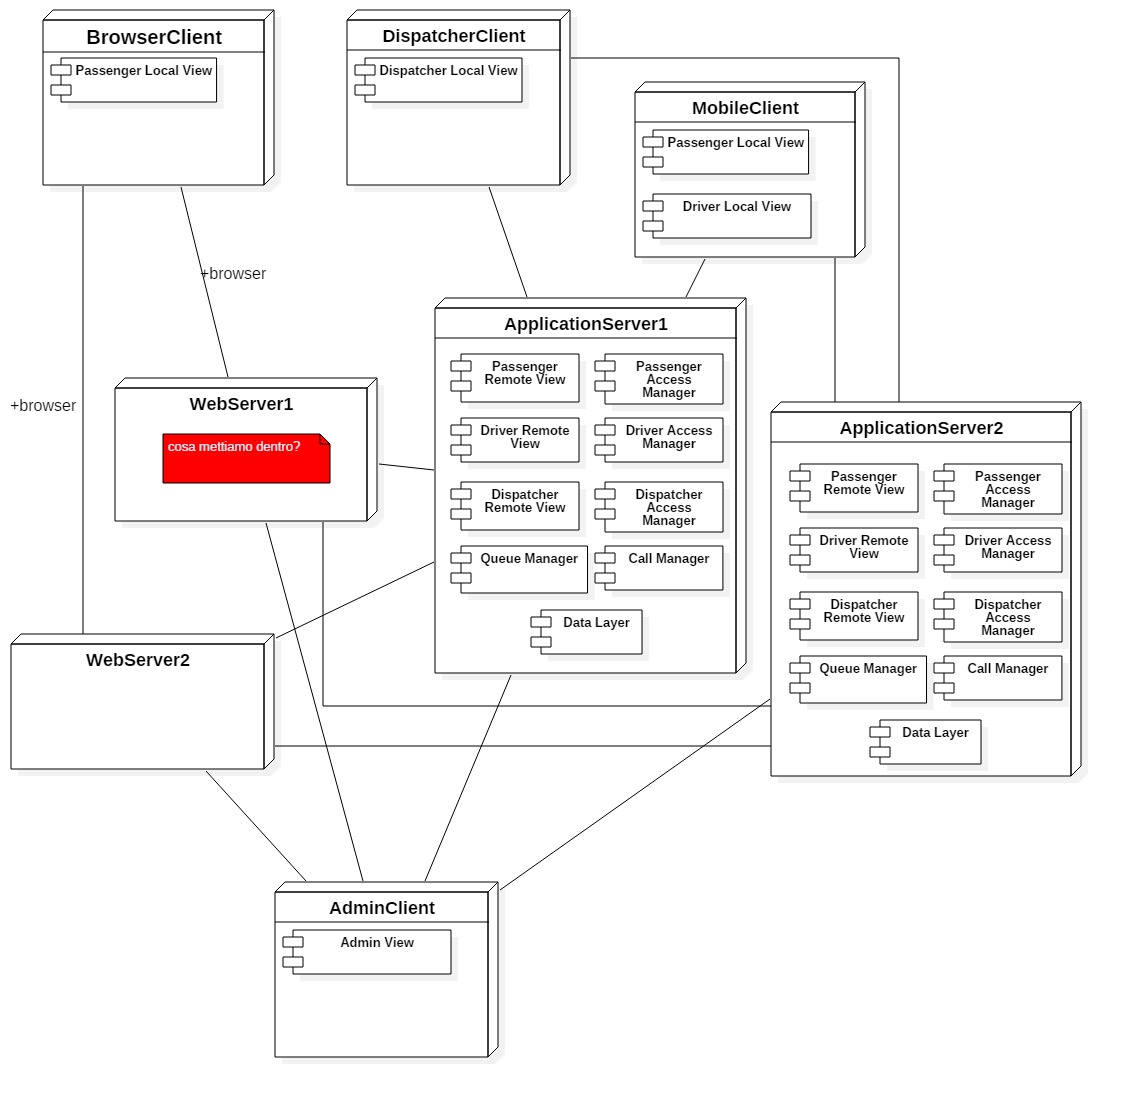 BrowserClient
Passenger Local View
DispatcherClient
Dispatcher Local View
MobileClient
Passenger Local View
Driver Local View
+browser
+browser
WebServer1
cosa mettiamo dentro?
ApplicationServer1
Passenger
Remote View
Passenger
Access
Manager
Driver Remote
View
Driver Access
Manager
Dispatcher
Remote View
Dispatcher
Access
Manager
Queue Manager
Call Manager
Data Layer
ApplicationServer2
Passenger
Remote View
Passenger
Access
Manager
Driver Remote
View
Driver Access
Manager
Dispatcher
Remote View
Dispatcher
Access
Manager
Queue Manager
Call Manager
Data Layer
WebServer2
AdminClient
Admin View